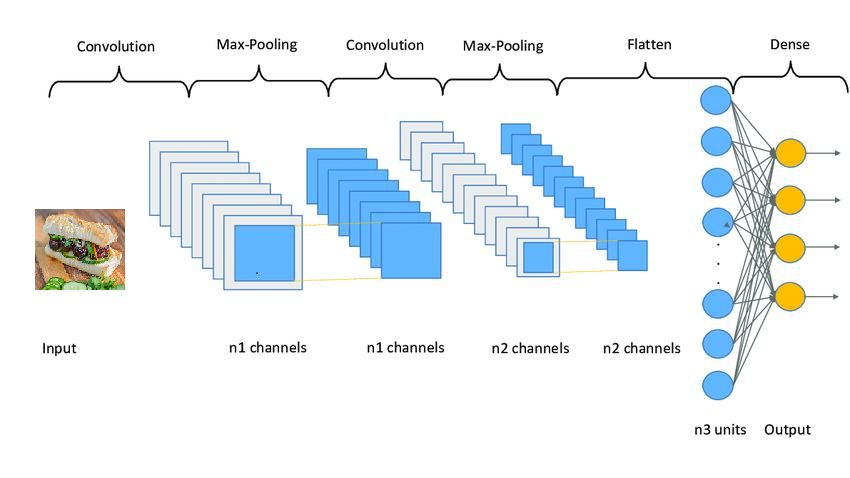 Convolution
Max-Pooling
Convolution
Max-Pooling
Flatten
Dense
Input
n1 channels
n1 channels
n2 channels
n2 channels
n3 units
Output